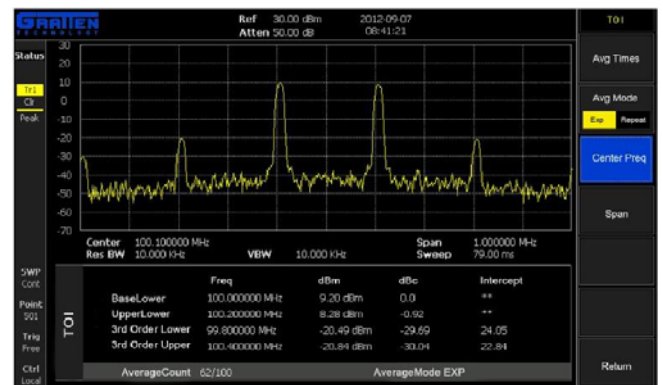 GRATTEN
TECHNOLOGY
Ref 30.00 dBm 2012-09-07
Atten 50.00 dB 08:41:21
TOI
Status
Tr1
Clr
Peak
30
20
10
0
-10
-20
-30
-40
-50
-60
-70
Avg Times
Avg Mode
Exp Repeat
Center Preq
Span
Return
Center 100.100000 MHz Span 1.000000 MHz
Res BW 10.000 KHz VBW 10.000 KHz Sweep 79.00 ms
SWP
Cont
Point
501
Trig
Free
Ctrl
Local
TOI
Freq dBm dBc Intercept
BaseLower 100.000000 MHz 9.20 dBm 0.0 **
UpperLower 100.200000 MHz 8.28 dBm -0.92 **
3rd Order Lower 99.800000 MHz -20.49 dBm -29.69 24.05
3rd Order Upper 100.400000 MHz -20.84 dBm -30.04 22.84
AverageCount 62/100 AverageMode EXP